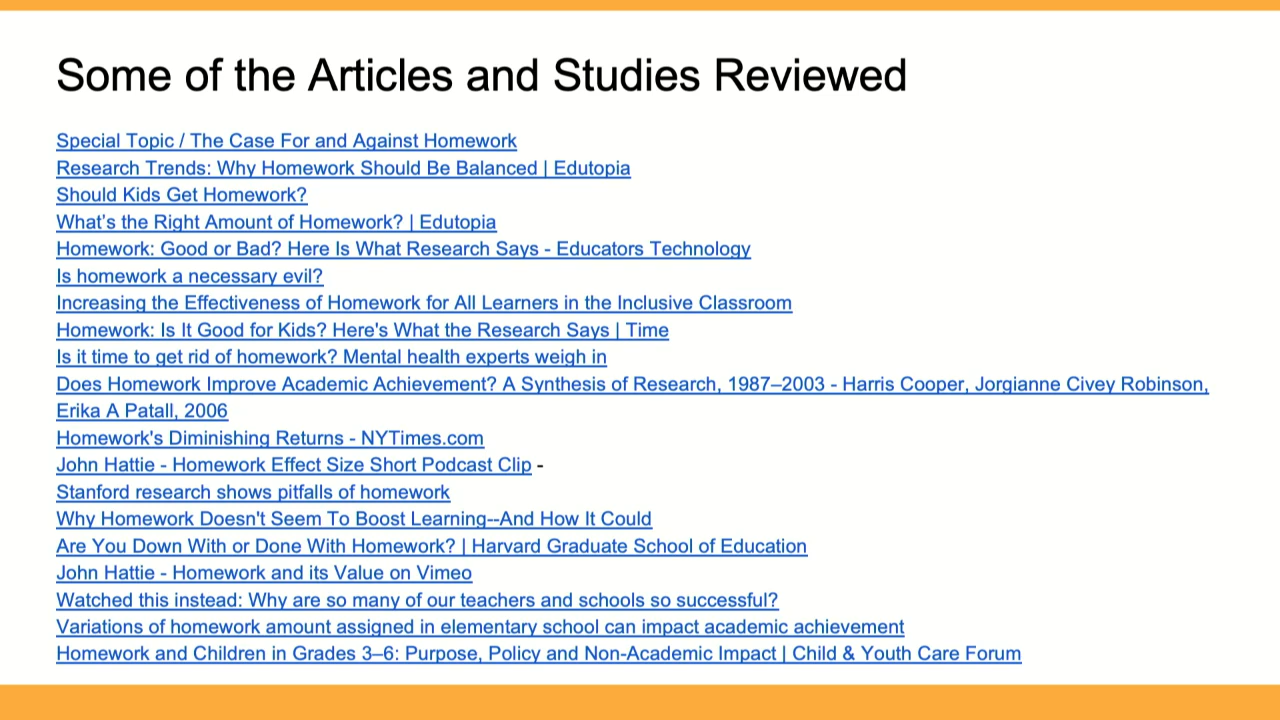 Some of the Articles and Studies Reviewed
Special Topic / The Case For and Against Homework
Research Trends: Why Homework Should Be Balanced | Edutopia
Should Kids Get Homework?
What's the Right Amount of Homework? | Edutopia
Homework: Good or Bad? Here Is What Research Says - Educators Technology
Is homework a necessary evil?
Increasing the Effectiveness of Homework for All Learners in the Inclusive Classroom
Homework: Is It Good for Kids? Here's What the Research Says | Time
Is it time to get rid of homework? Mental health experts weigh in
Does Homework Improve Academic Achievement? A Synthesis of Research, 1987–2003 - Harris Cooper, Jorgianne Civey Robinson,
Erika A Patall, 2006
Homework's Diminishing Returns - NYTimes.com
John Hattie - Homework Effect Size Short Podcast Clip -
Stanford research shows pitfalls of homework
Why Homework Doesn't Seem To Boost Learning--And How It Could
Are You Down With or Done With Homework? | Harvard Graduate School of Education
John Hattie - Homework and its Value on Vimeo
Watched this instead: Why are so many of our teachers and schools so successful?
Variations of homework amount assigned in elementary school can impact academic achievement
Homework and Children in Grades 3–6: Purpose, Policy and Non-Academic Impact | Child & Youth Care Forum